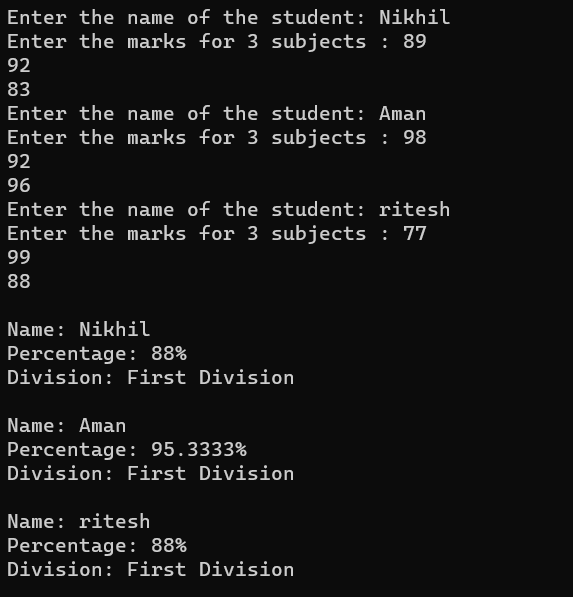 Enter the name of the student: Nikhil
Enter the marks for 3 subjects : 89
92
83
Enter the name of the student: Aman
Enter the marks for 3 subjects : 98
92
96
Enter the name of the student: ritesh
Enter the marks for 3 subjects : 77
99
88
Name: Nikhil
Percentage: 88%
Division: First Division
Name: Aman
Percentage: 95.3333%
Division: First Division
Name: ritesh
Percentage: 88%
Division: First Division